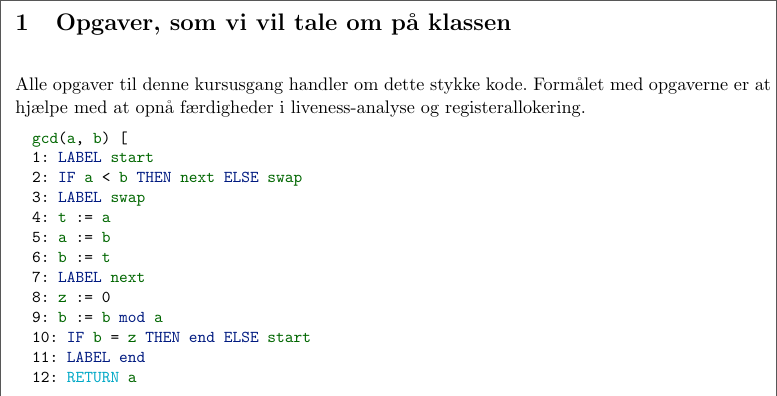 1 Opgaver, som vi vil tale om på klassen
Alle opgaver til denne kursusgang handler om dette stykke kode. Formålet med opgaverne er at
hjælpe med at opnå færdigheder i liveness-analyse og registerallokering.
gcd(a, b) [
1: LABEL start
2: IF a < b THEN next ELSE swap
3: LABEL swap
4: t := a
5: a := b
6: b := t
7: LABEL next
8: z := 0
9: b := b mod a
10: IF b = z THEN end ELSE start
11: LABEL end
12: RETURN a